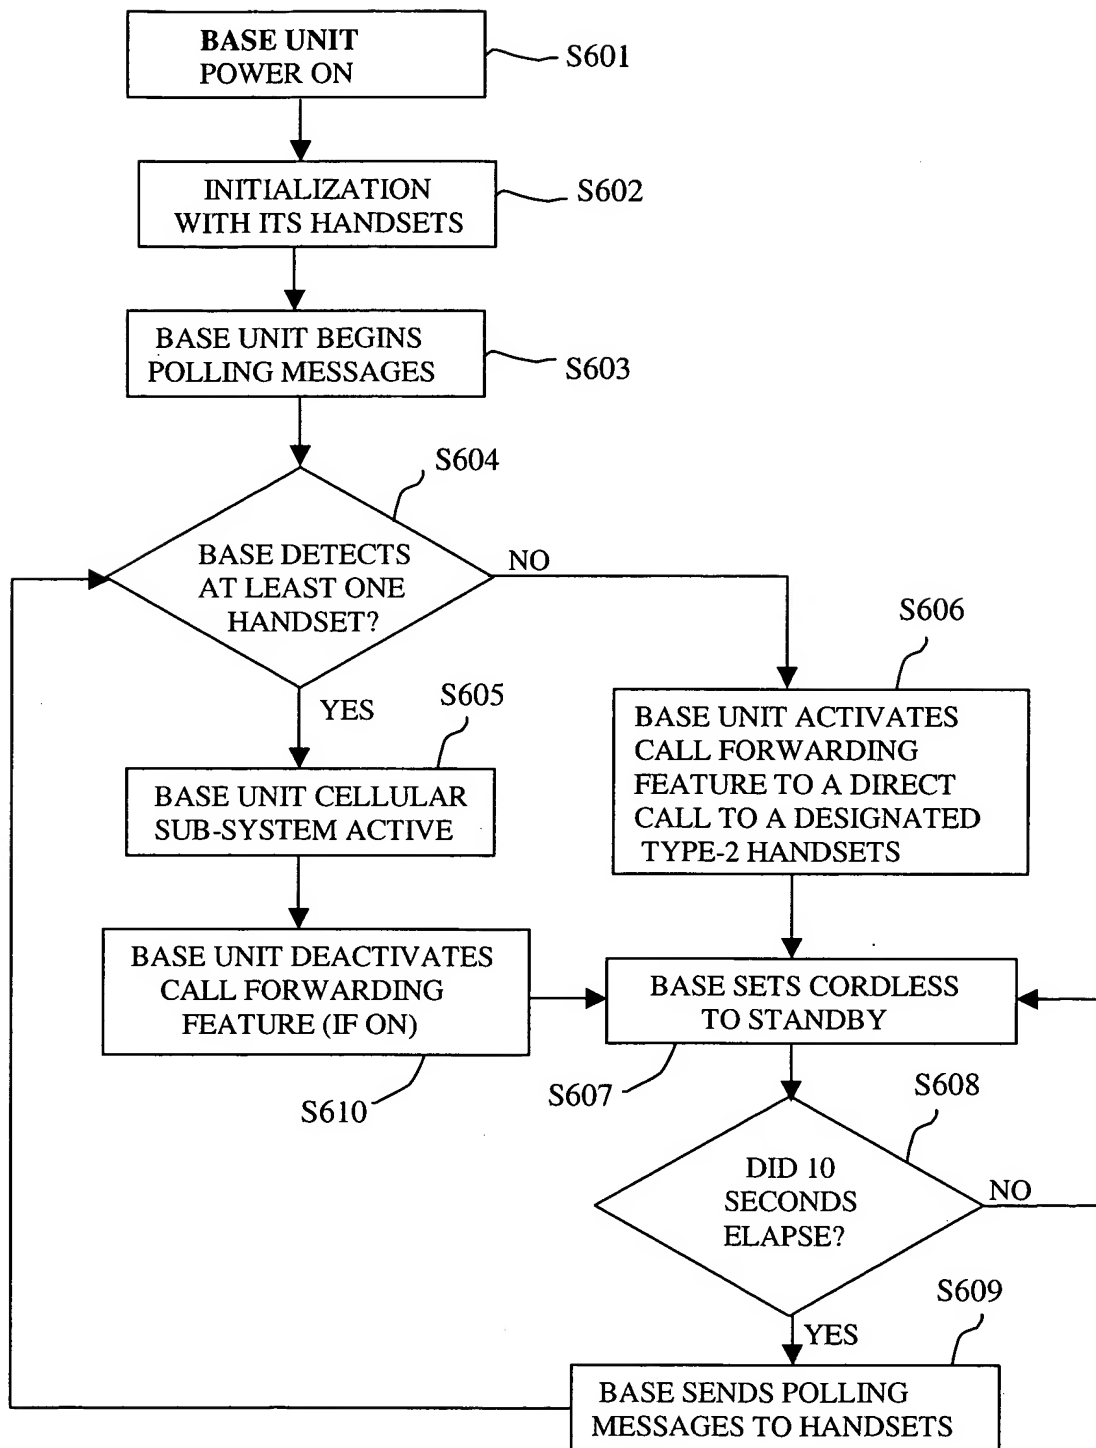 BASE UNIT
POWER ON
S601
INITIALIZATION
WITH ITS HANDSETS
S602
BASE UNIT BEGINS
POLLING MESSAGES
S603
S604
BASE DETECTS
AT LEAST ONE
HANDSET?
NO
YES
S605
BASE UNIT CELLULAR
SUB-SYSTEM ACTIVE
S606
BASE UNIT ACTIVATES
CALL FORWARDING
FEATURE TO A DIRECT
CALL TO A DESIGNATED
TYPE-2 HANDSETS
BASE UNIT DEACTIVATES
CALL FORWARDING
FEATURE (IF ON)
S610
BASE SETS CORDLESS
TO STANDBY
S607
S608
DID 10
SECONDS
ELAPSE?
NO
YES
S609
BASE SENDS POLLING
MESSAGES TO HANDSETS